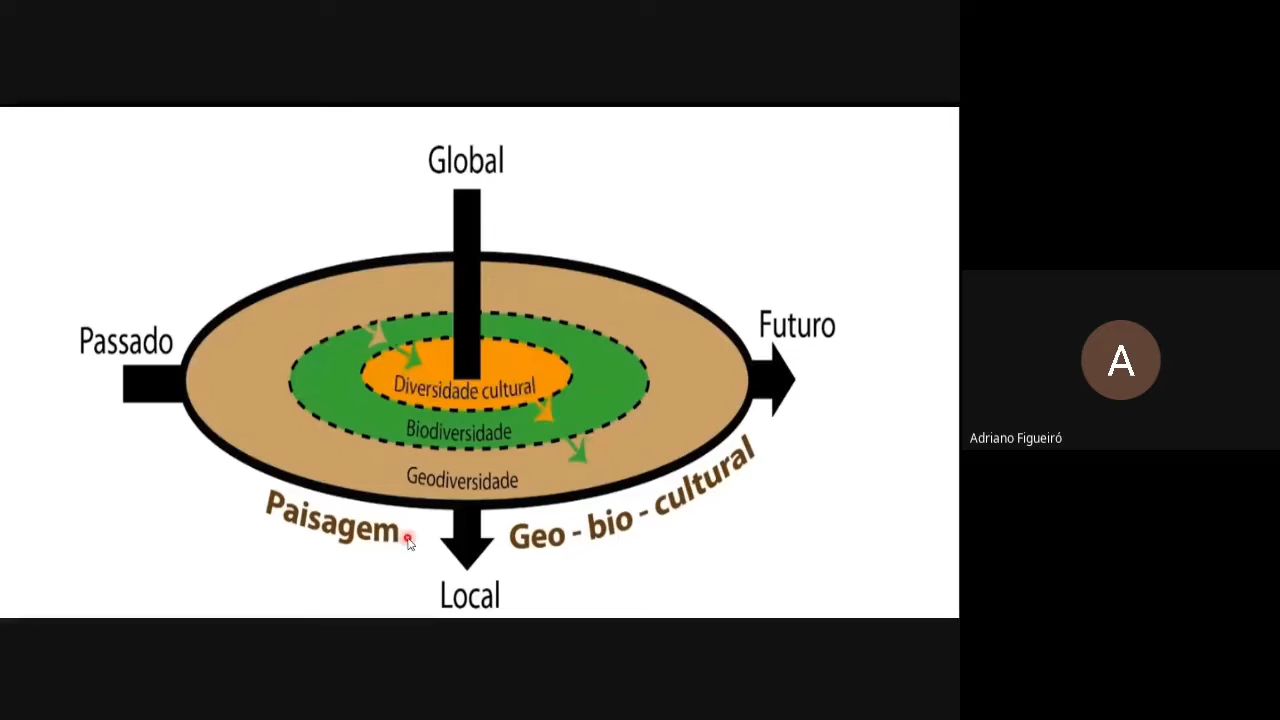 Global
Passado
Futuro
Diversidade cultural
Biodiversidade
Geodiversidade
Paisagem
Geo - bio - cultural
Local
A
Adriano Figueiró